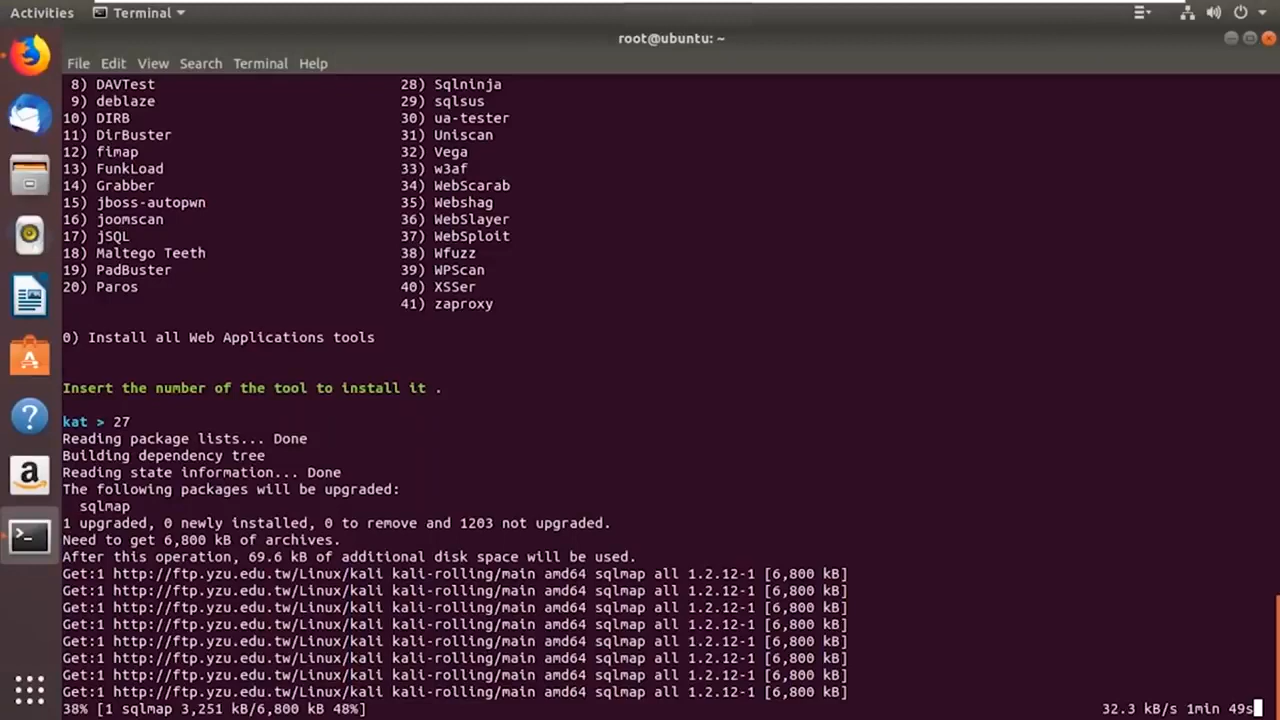 Activities Terminal
root@ubuntu: ~
File Edit View Search Terminal Help
8) DAVTest 28) Sqlninja
9) deblaze 29) sqlsus
10) DIRB 30) ua-tester
11) DirBuster 31) Uniscan
12) fimap 32) Vega
13) FunkLoad 33) w3af
14) Grabber 34) WebScarab
15) jboss-autopwn 35) Webshag
16) joomscan 36) WebSlayer
17) jSQL 37) WebSploit
18) Maltego Teeth 38) Wfuzz
19) PadBuster 39) WPScan
20) Paros 40) XSSer
41) zaproxy
0) Install all Web Applications tools
Insert the number of the tool to install it .
kat > 27
Reading package lists... Done
Building dependency tree
Reading state information... Done
The following packages will be upgraded:
sqlmap
1 upgraded, 0 newly installed, 0 to remove and 1203 not upgraded.
Need to get 6,800 kB of archives.
After this operation, 69.6 kB of additional disk space will be used.
Get:1 http://ftp.yzu.edu.tw/Linux/kali kali-rolling/main amd64 sqlmap all 1.2.12-1 [6,800 kB]
Get:1 http://ftp.yzu.edu.tw/Linux/kali kali-rolling/main amd64 sqlmap all 1.2.12-1 [6,800 kB]
Get:1 http://ftp.yzu.edu.tw/Linux/kali kali-rolling/main amd64 sqlmap all 1.2.12-1 [6,800 kB]
Get:1 http://ftp.yzu.edu.tw/Linux/kali kali-rolling/main amd64 sqlmap all 1.2.12-1 [6,800 kB]
Get:1 http://ftp.yzu.edu.tw/Linux/kali kali-rolling/main amd64 sqlmap all 1.2.12-1 [6,800 kB]
Get:1 http://ftp.yzu.edu.tw/Linux/kali kali-rolling/main amd64 sqlmap all 1.2.12-1 [6,800 kB]
Get:1 http://ftp.yzu.edu.tw/Linux/kali kali-rolling/main amd64 sqlmap all 1.2.12-1 [6,800 kB]
Get:1 http://ftp.yzu.edu.tw/Linux/kali kali-rolling/main amd64 sqlmap all 1.2.12-1 [6,800 kB]
38% [1 sqlmap 3,251 kB/6,800 kB 48%] 32.3 kB/s 1min 49s